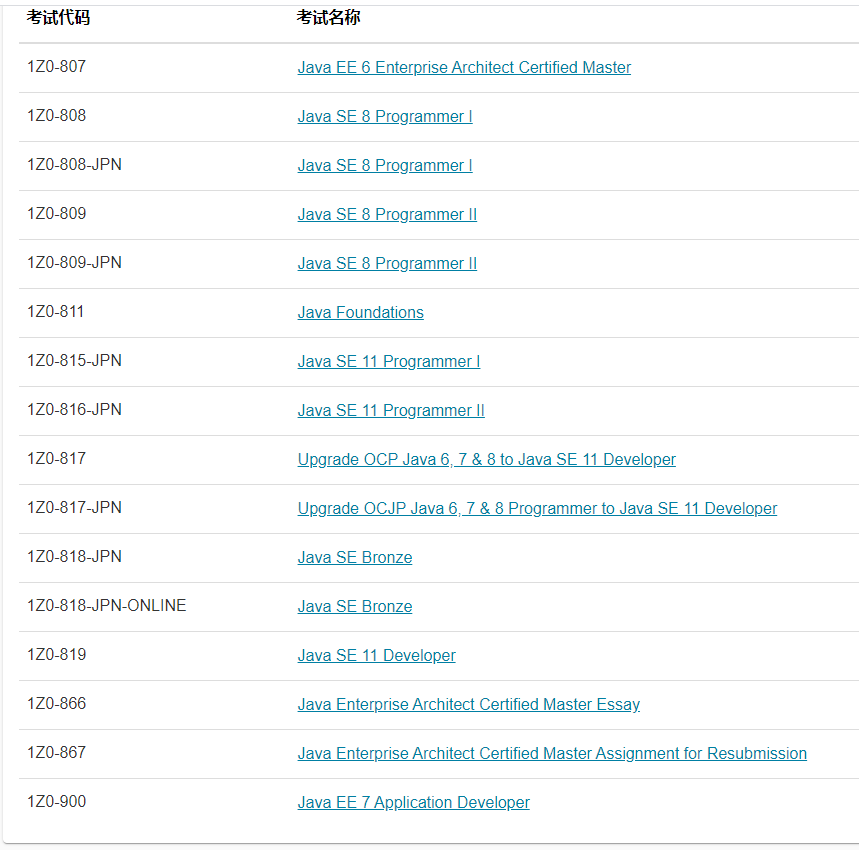 考试代码 考试名称
1Z0-807 Java EE 6 Enterprise Architect Certified Master
1Z0-808 Java SE 8 Programmer I
1Z0-808-JPN Java SE 8 Programmer I
1Z0-809 Java SE 8 Programmer II
1Z0-809-JPN Java SE 8 Programmer II
1Z0-811 Java Foundations
1Z0-815-JPN Java SE 11 Programmer I
1Z0-816-JPN Java SE 11 Programmer II
1Z0-817 Upgrade OCP Java 6, 7 & 8 to Java SE 11 Developer
1Z0-817-JPN Upgrade OCJP Java 6, 7 & 8 Programmer to Java SE 11 Developer
1Z0-818-JPN Java SE Bronze
1Z0-818-JPN-ONLINE Java SE Bronze
1Z0-819 Java SE 11 Developer
1Z0-866 Java Enterprise Architect Certified Master Essay
1Z0-867 Java Enterprise Architect Certified Master Assignment for Resubmission
1Z0-900 Java EE 7 Application Developer